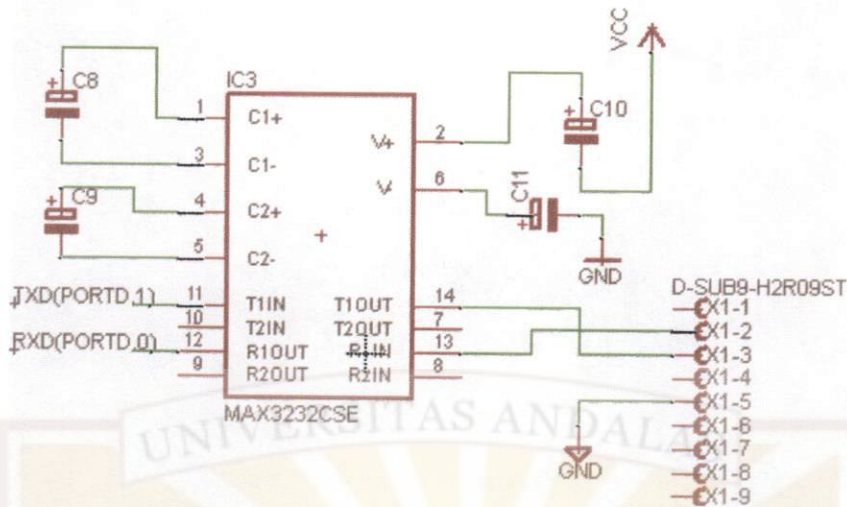 VCC
IC3
C8
1
C1+
3
C1-
C9
4
C2+
5
C2-
V+
2
V-
6
C10
C11
GND
TXD(PORTD.1)
11
T1IN
T1OUT
14
10
T2IN
T2OUT
7
RXD(PORTD.0)
12
R1OUT
R1IN
13
9
R2OUT
R2IN
8
MAX3232CSE
D-SUB9-H2R09ST
X1-1
X1-2
X1-3
X1-4
X1-5
X1-6
X1-7
X1-8
X1-9
GND
UNIVERSITAS ANDALA